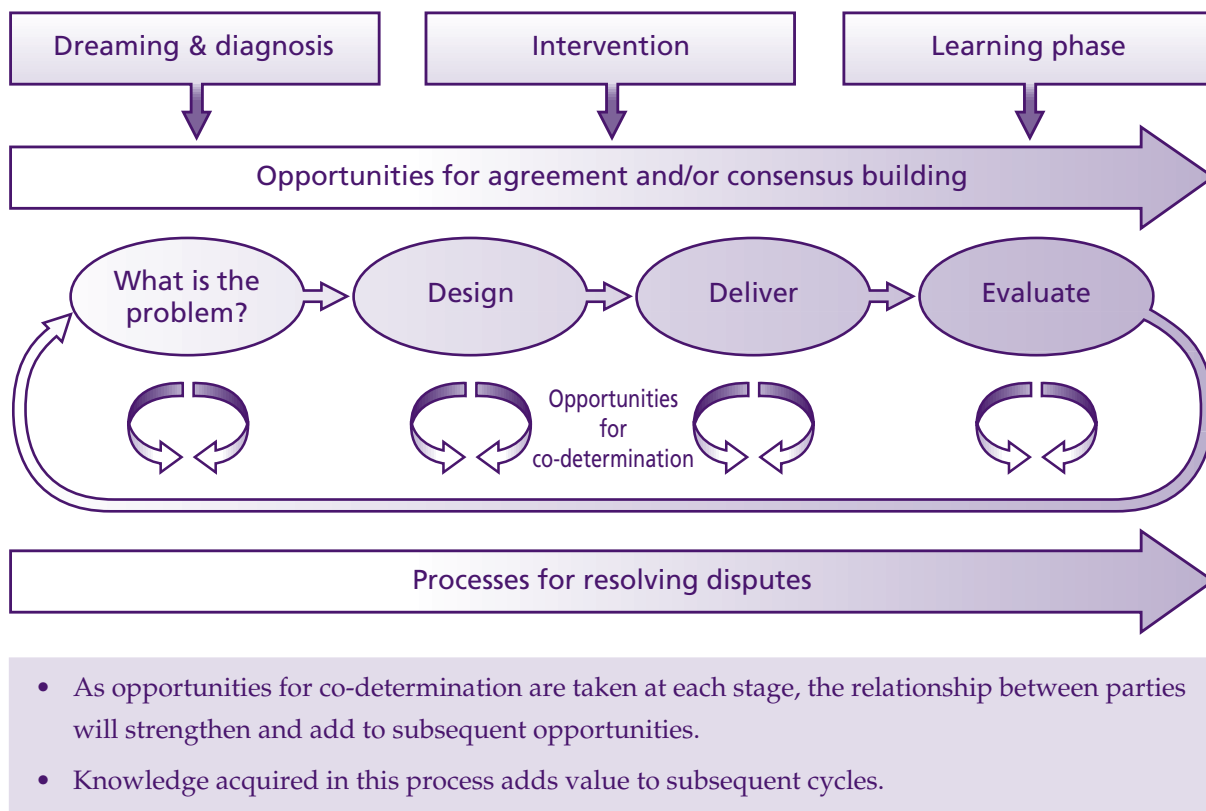 Dreaming & diagnosis
Intervention
Learning phase
Opportunities for agreement and/or consensus building
What is the
problem?
Design
Deliver
Evaluate
Opportunities
for
co-determination
Processes for resolving disputes
• As opportunities for co-determination are taken at each stage, the relationship between parties
will strengthen and add to subsequent opportunities.
• Knowledge acquired in this process adds value to subsequent cycles.